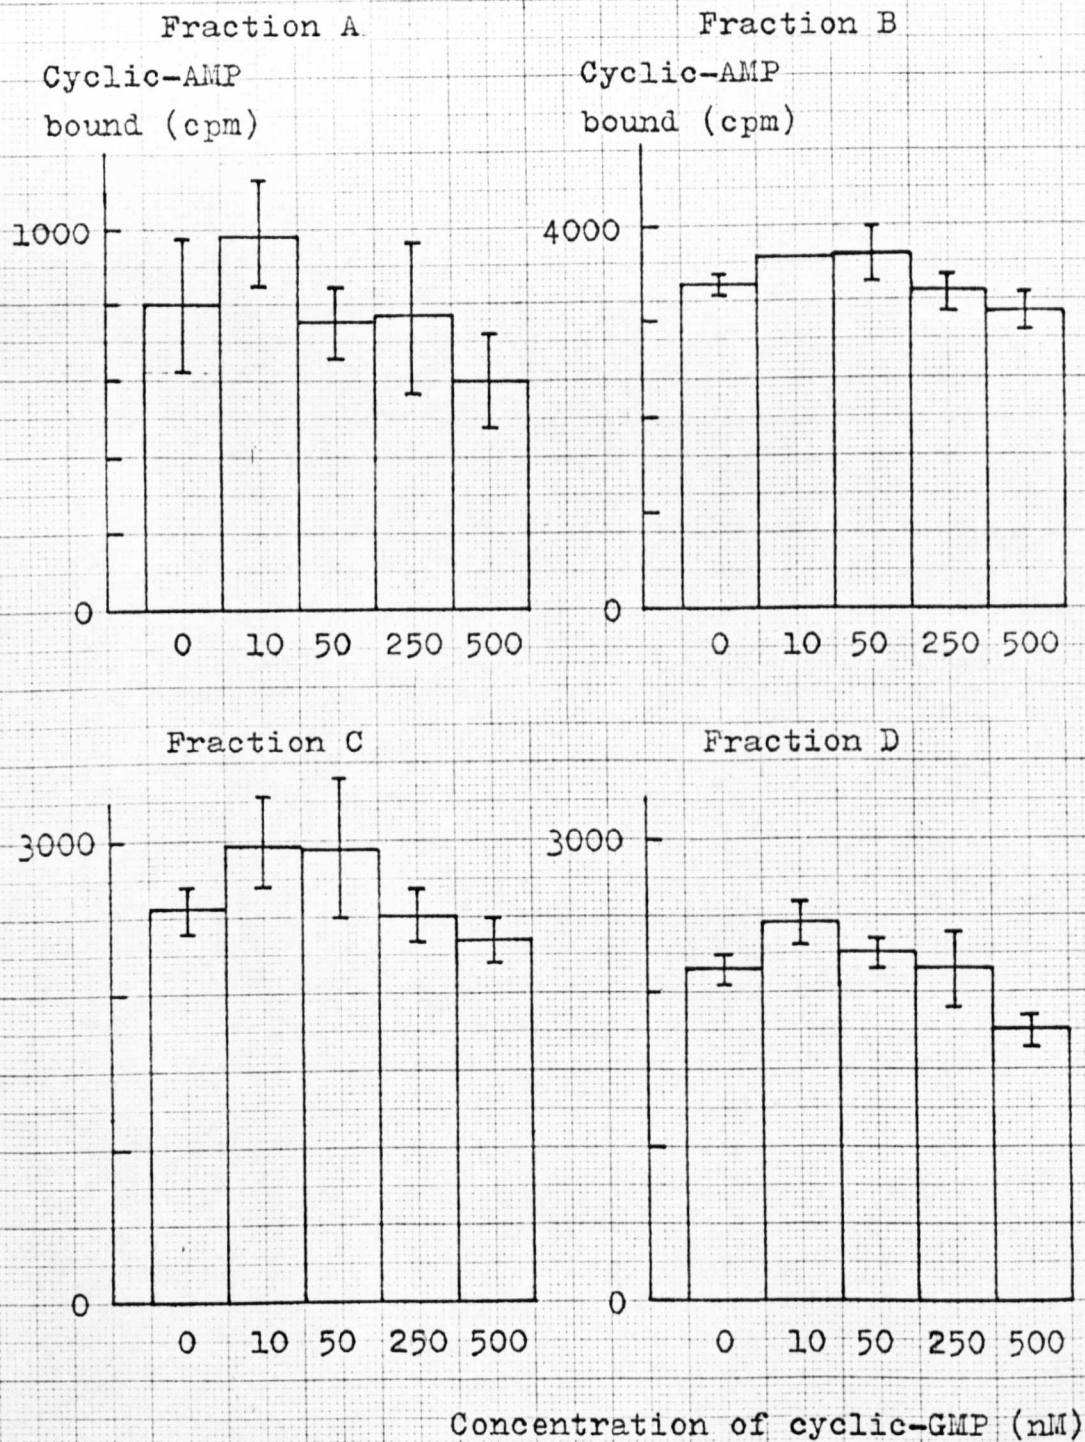 Fraction A
Cyclic-AMP
bound (cpm)
1000
0
0 10 50 250 500
Fraction B
Cyclic-AMP
bound (cpm)
4000
0
0 10 50 250 500
Fraction C
3000
0
0 10 50 250 500
Fraction D
3000
0
0 10 50 250 500
Concentration of cyclic-GMP (nM)